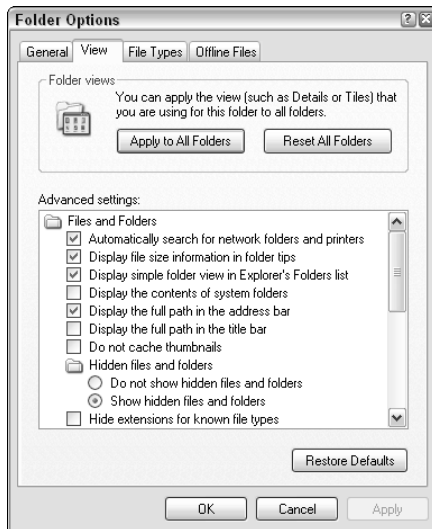 Folder Options
General View File Types Offline Files
Folder views
You can apply the view (such as Details or Tiles) that
you are using for this folder to all folders.
Apply to All Folders Reset All Folders
Advanced settings:
Files and Folders
Automatically search for network folders and printers
Display file size information in folder tips
Display simple folder view in Explorer's Folders list
Display the contents of system folders
Display the full path in the address bar
Display the full path in the title bar
Do not cache thumbnails
Hidden files and folders
Do not show hidden files and folders
Show hidden files and folders
Hide extensions for known file types
Restore Defaults
OK Cancel Apply